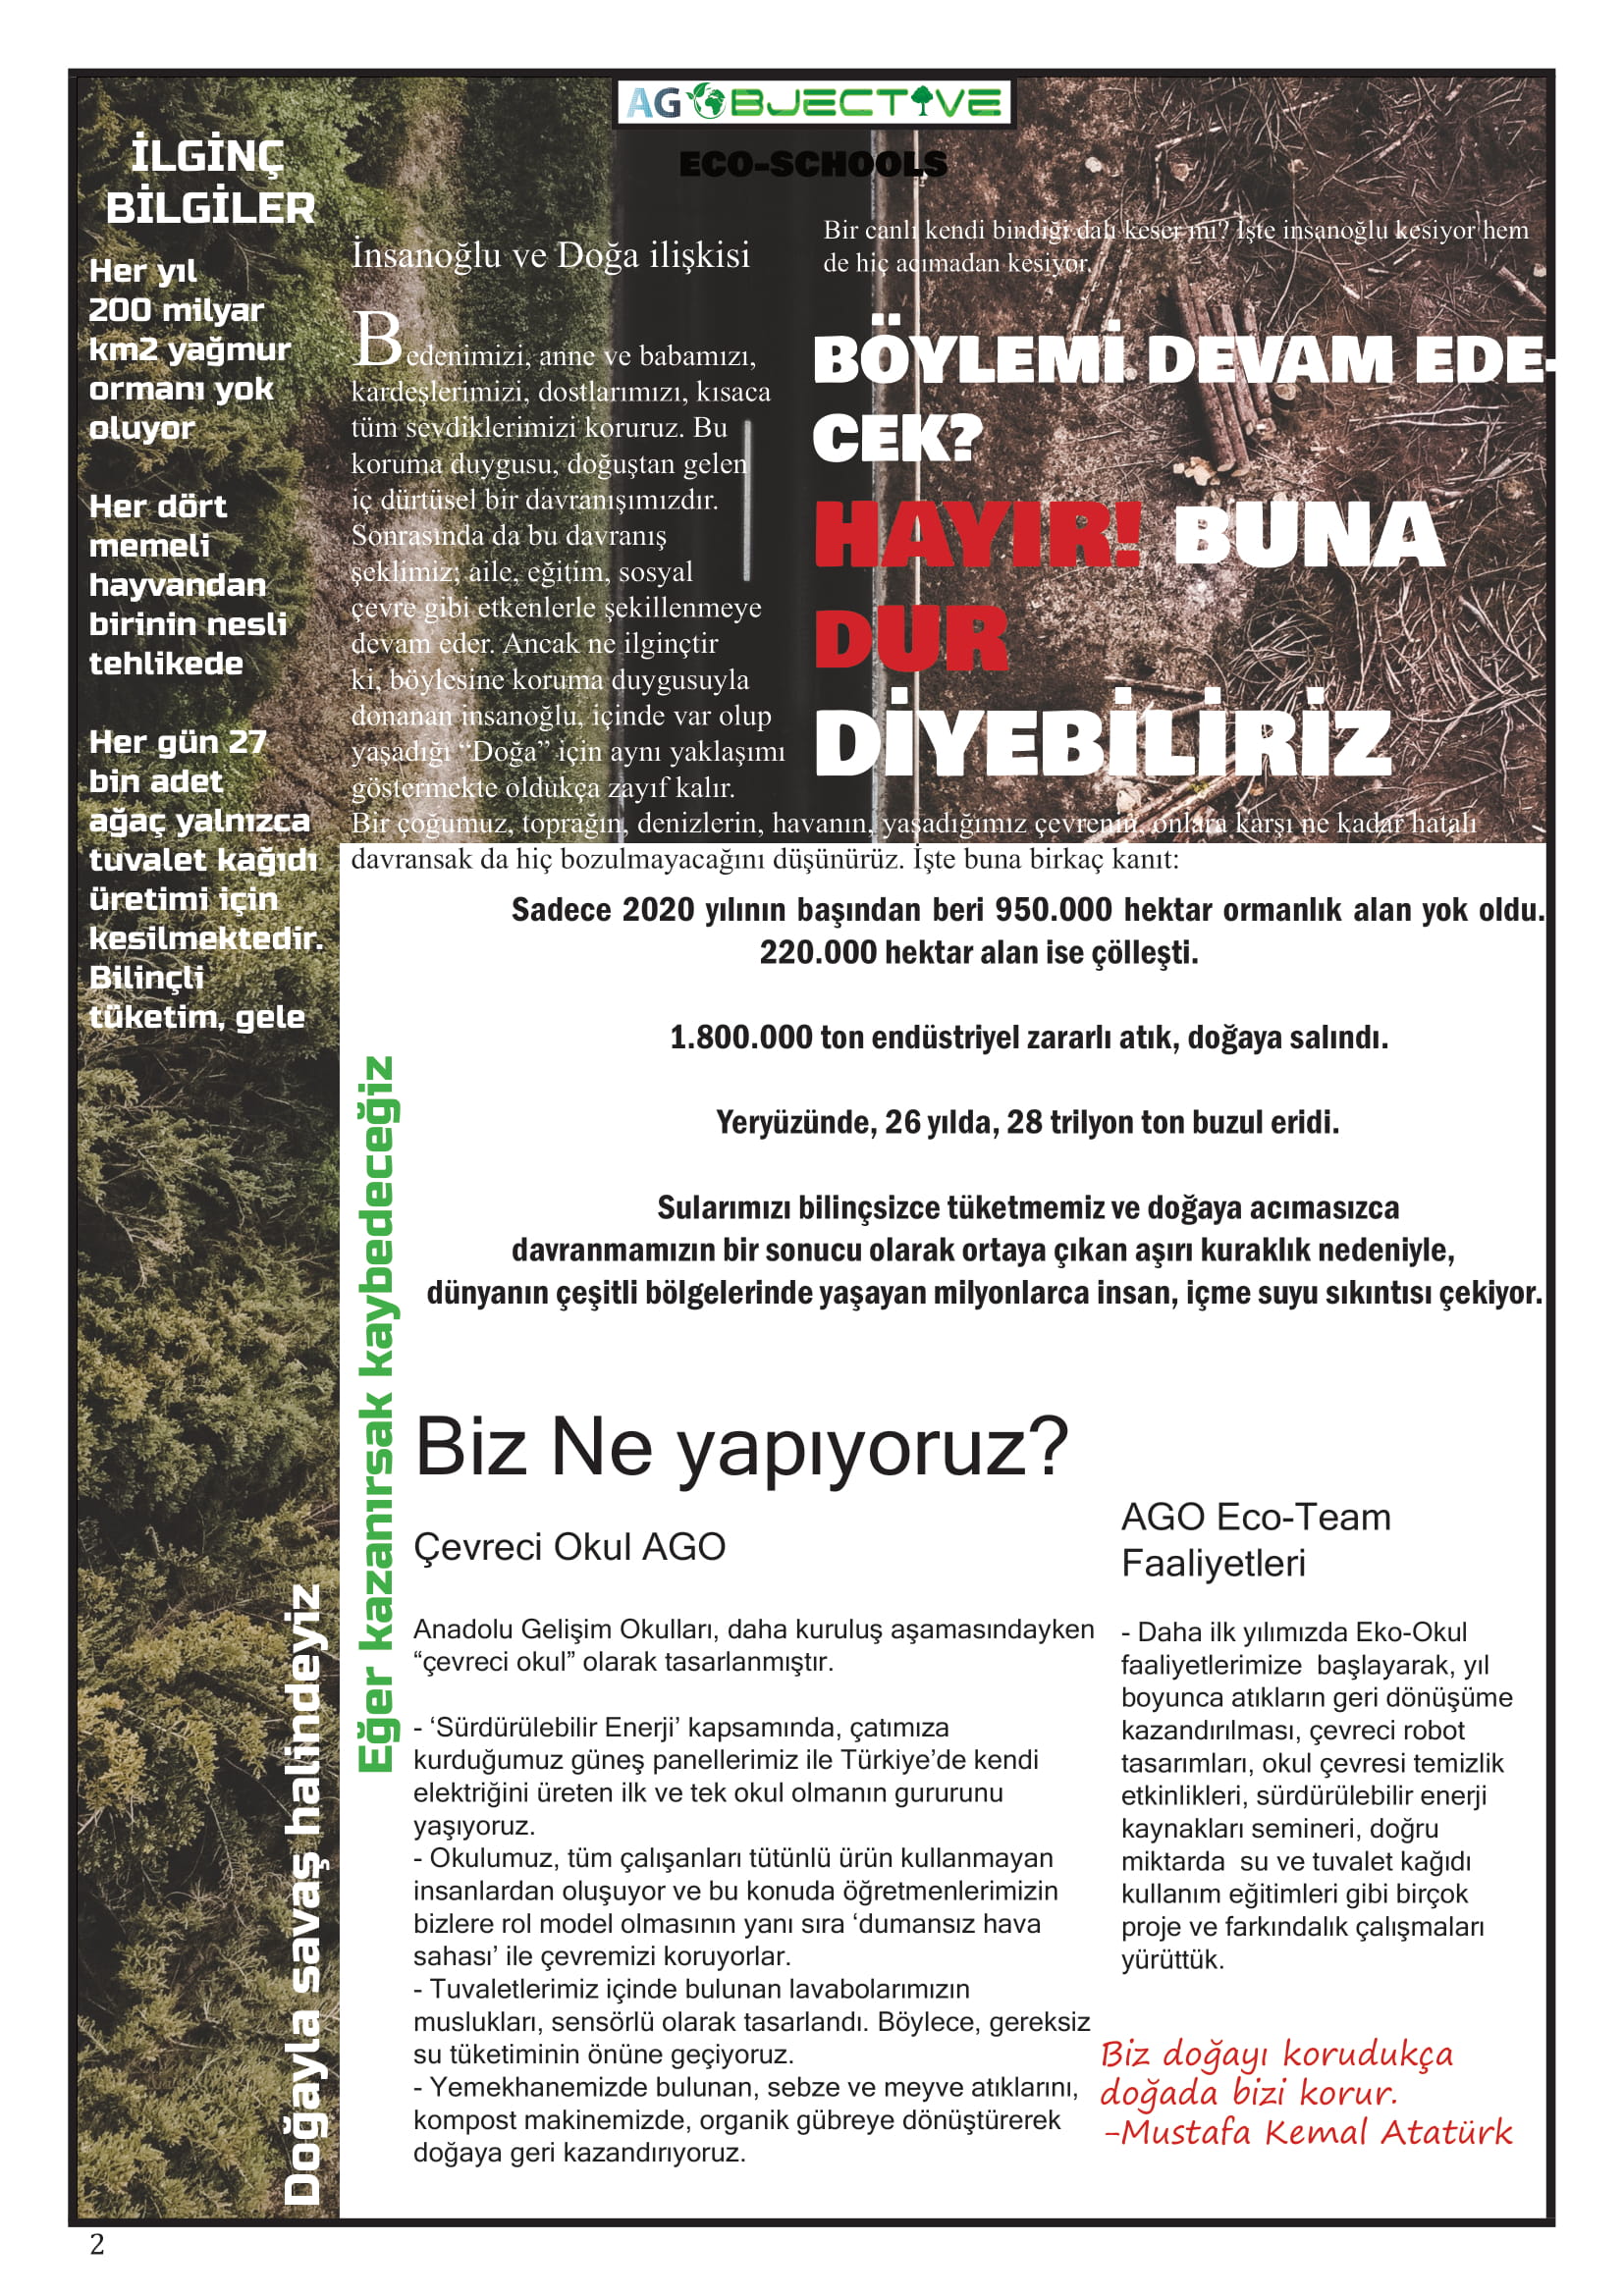 AGOBJECTIVE
ECO-SCHOOLS
İLGİNÇ
BİLGİLER
Her yıl
200 milyar
km2 yağmur
ormanı yok
oluyor
Her dört
memeli
hayvandan
birinin nesli
tehlikede
Her gün 27
bin adet
ağaç yalnızca
tuvalet kağıdı
üretimi için
kesilmektedir.
Bilinçli
tüketim, gele
Doğayla savaş halindeyiz
Eğer kazanırsak kaybedeceğiz
İnsanoğlu ve Doğa ilişkisi
Bedenimizi, anne ve babamızı,
kardeşlerimizi, dostlarımızı, kısaca
tüm sevdiklerimizi koruruz. Bu
koruma duygusu, doğuştan gelen
iç dürtüsel bir davranışımızdır.
Sonrasında da bu davranış
şeklimiz; aile, eğitim, sosyal
çevre gibi etkenlerle şekillenmeye
devam eder. Ancak ne ilginçtir
ki, böylesine koruma duygusuyla
donanan insanoğlu, içinde var olup
yaşadığı “Doğa” için aynı yaklaşımı
göstermekte oldukça zayıf kalır.
Bir çoğumuz, toprağın, denizlerin, havanın, yaşadığımız çevrenin, onlara karşı ne kadar hatalı
davransak da hiç bozulmayacağını düşünürüz. İşte buna birkaç kanıt:
Bir canlı kendi bindiği dalı keser mi? İşte insanoğlu kesiyor hem
de hiç acımadan kesiyor.
BÖYLEMİ DEVAM EDE-
CEK?
HAYIR! BUNA
DUR
DİYEBİLİRİZ
Sadece 2020 yılının başından beri 950.000 hektar ormanlık alan yok oldu.
220.000 hektar alan ise çölleşti.
1.800.000 ton endüstriyel zararlı atık, doğaya salındı.
Yeryüzünde, 26 yılda, 28 trilyon ton buzul eridi.
Sularımızı bilinçsizce tüketmemiz ve doğaya acımasızca
davranmamızın bir sonucu olarak ortaya çıkan aşırı kuraklık nedeniyle,
dünyanın çeşitli bölgelerinde yaşayan milyonlarca insan, içme suyu sıkıntısı çekiyor.
Biz Ne yapıyoruz?
Çevreci Okul AGO
Anadolu Gelişim Okulları, daha kuruluş aşamasındayken
“çevreci okul” olarak tasarlanmıştır.
- ‘Sürdürülebilir Enerji’ kapsamında, çatımıza
kurduğumuz güneş panellerimiz ile Türkiye’de kendi
elektriğini üreten ilk ve tek okul olmanın gururunu
yaşıyoruz.
- Okulumuz, tüm çalışanları tütünlü ürün kullanmayan
insanlardan oluşuyor ve bu konuda öğretmenlerimizin
bizlere rol model olmasının yanı sıra ‘dumansız hava
sahası’ ile çevremizi koruyorlar.
- Tuvaletlerimiz içinde bulunan lavabolarımızın
muslukları, sensörlü olarak tasarlandı. Böylece, gereksiz
su tüketiminin önüne geçiyoruz.
- Yemekhanemizde bulunan, sebze ve meyve atıklarını,
kompost makinemizde, organik gübreye dönüştürerek
doğaya geri kazandırıyoruz.
AGO Eco-Team
Faaliyetleri
- Daha ilk yılımızda Eko-Okul
faaliyetlerimize başlayarak, yıl
boyunca atıkların geri dönüşüme
kazandırılması, çevreci robot
tasarımları, okul çevresi temizlik
etkinlikleri, sürdürülebilir enerji
kaynakları semineri, doğru
miktarda su ve tuvalet kağıdı
kullanım eğitimleri gibi birçok
proje ve farkındalık çalışmaları
yürüttük.
Biz doğayı korudukça
doğada bizi korur.
-Mustafa Kemal Atatürk
2